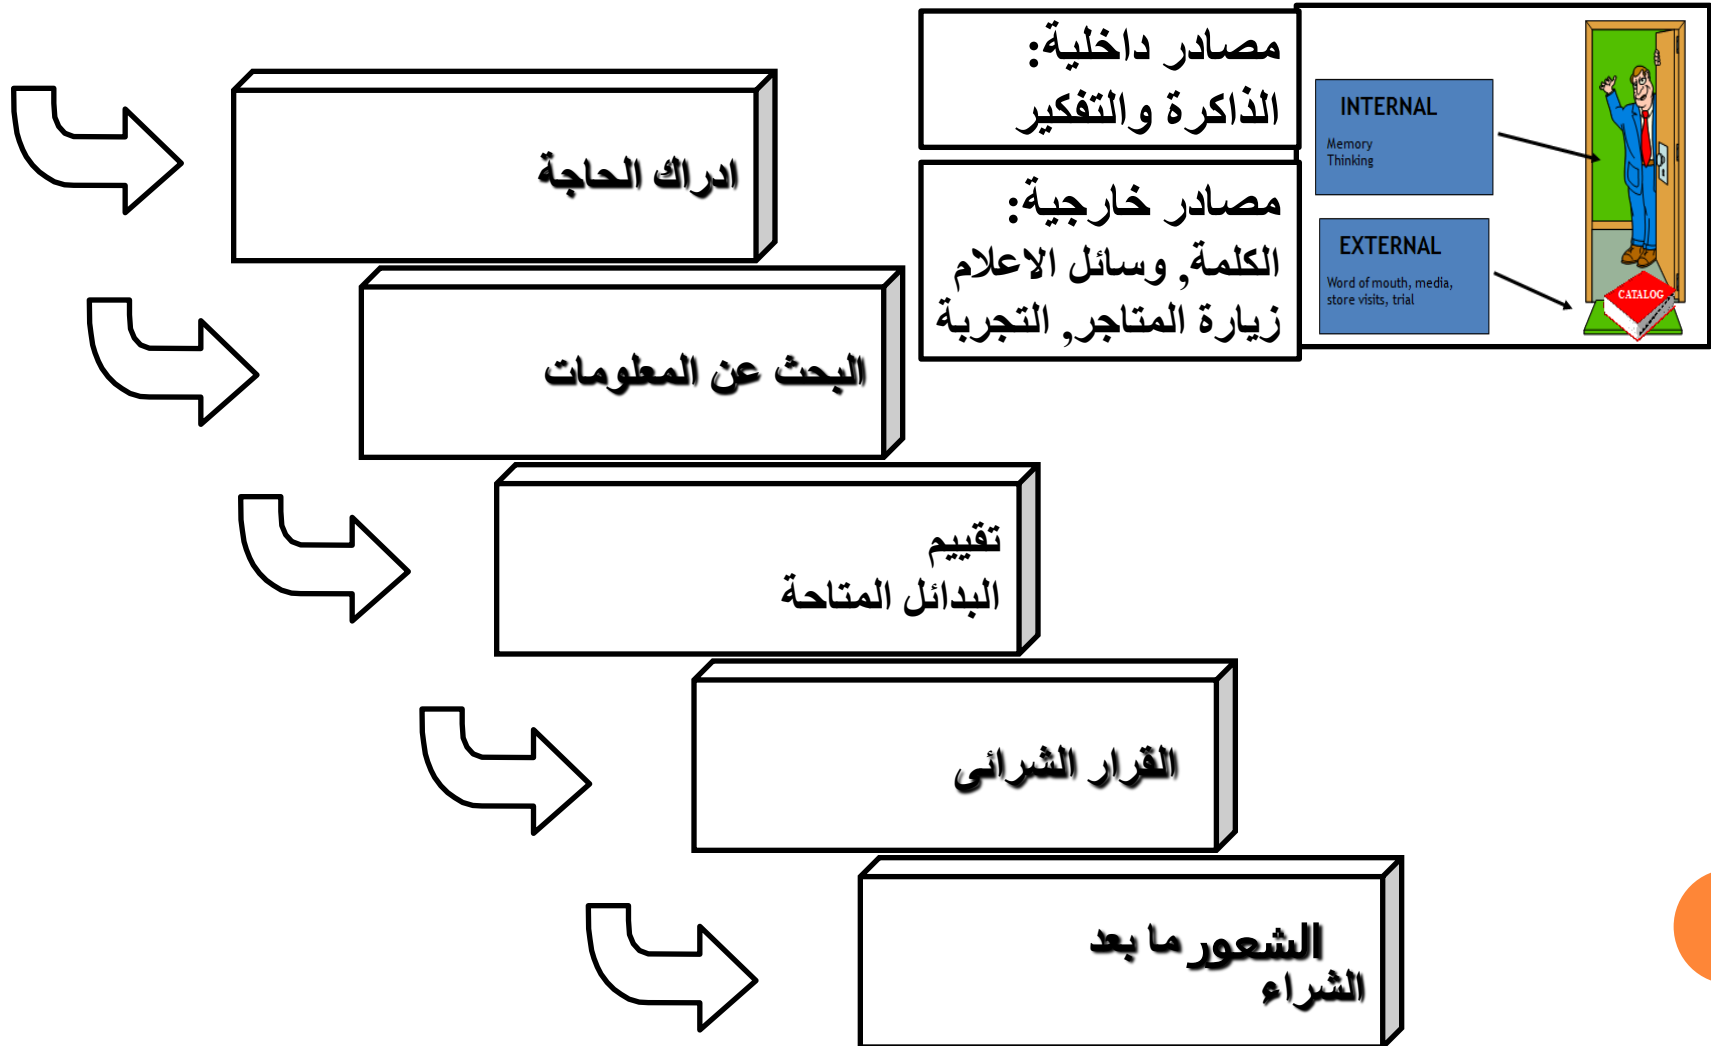 مصادر داخلية:
الذاكرة والتفكير
مصادر خارجية:
الكلمة, وسائل الاعلام
زيارة المتاجر, التجربة
INTERNAL
Memory
Thinking
EXTERNAL
Word of mouth, media,
store visits, trial
CATALOG
ادراك الحاجة
البحث عن المعلومات
تقييم
البدائل المتاحة
القرار الشرائى
الشعور ما بعد
الشراء